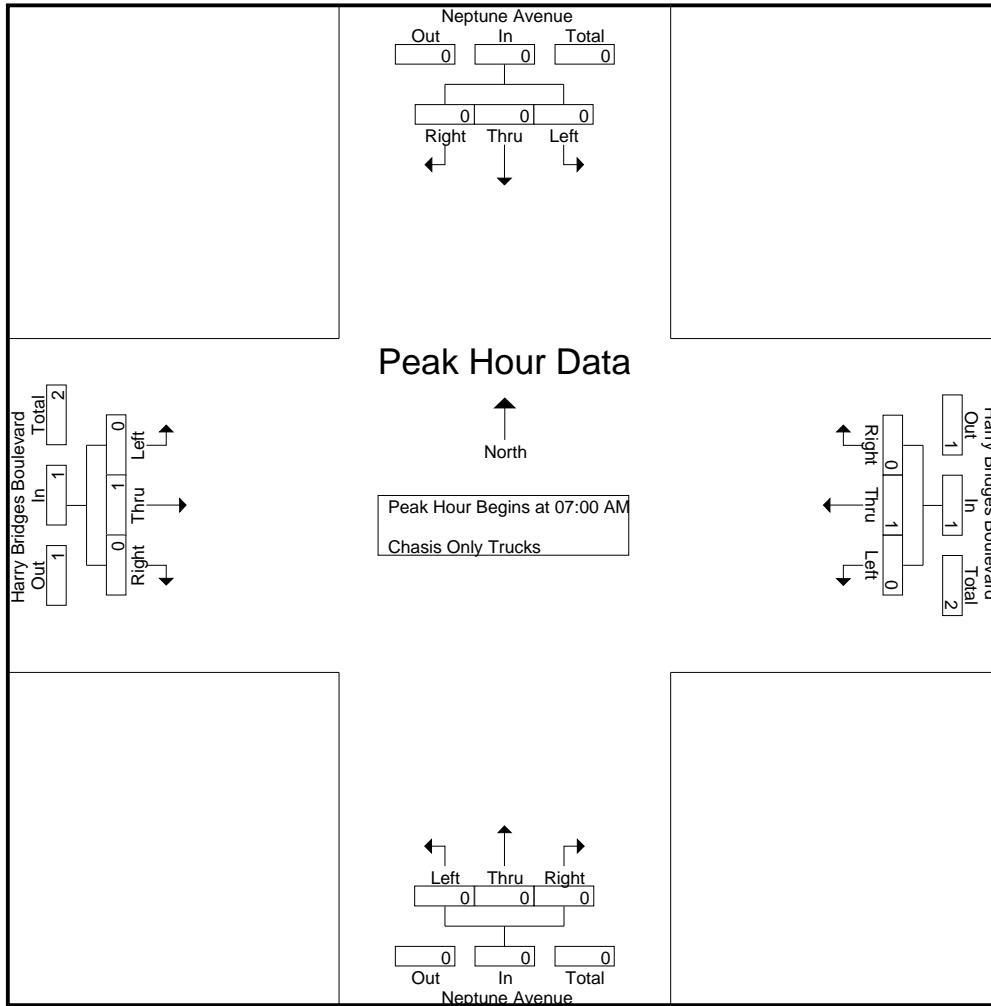 Neptune Avenue
Out In Total
0 0 0
0 0 0
Right Thru Left
Peak Hour Data
North
Peak Hour Begins at 07:00 AM
Chasis Only Trucks
Harry Bridges Boulevard
Out In Total
1 1 2
0 1 0
Left Thru Right
Harry Bridges Boulevard
Out In Total
1 1 2
0 1 0
Right Thru Left
Left Thru Right
0 0 0
0 0 0
Out In Total
Neptune Avenue